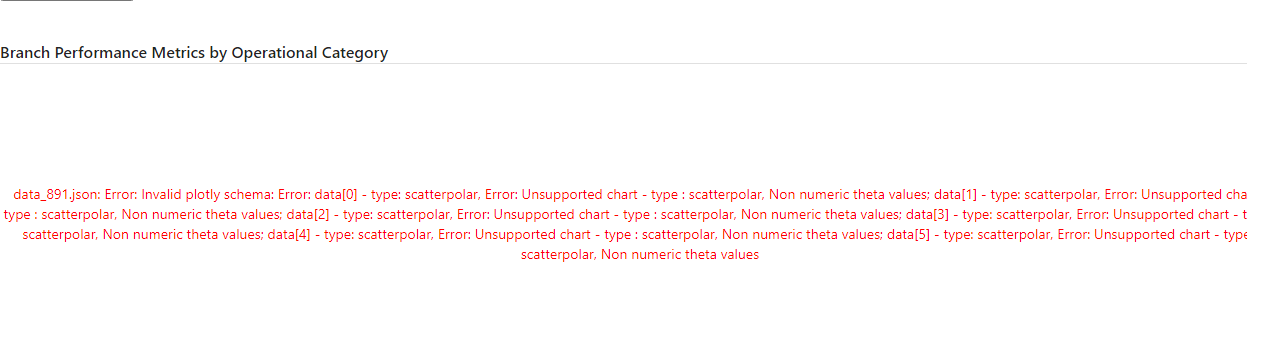 Branch Performance Metrics by Operational Category
data_891.json: Error: Invalid plotly schema: Error: data[0] - type: scatterpolar, Error: Unsupported chart - type : scatterpolar, Non numeric theta values; data[1] - type: scatterpolar, Error: Unsupported cha
type : scatterpolar, Non numeric theta values; data[2] - type: scatterpolar, Error: Unsupported chart - type : scatterpolar, Non numeric theta values; data[3] - type: scatterpolar, Error: Unsupported chart - t
scatterpolar, Non numeric theta values; data[4] - type: scatterpolar, Error: Unsupported chart - type : scatterpolar, Non numeric theta values; data[5] - type: scatterpolar, Error: Unsupported chart - type
scatterpolar, Non numeric theta values